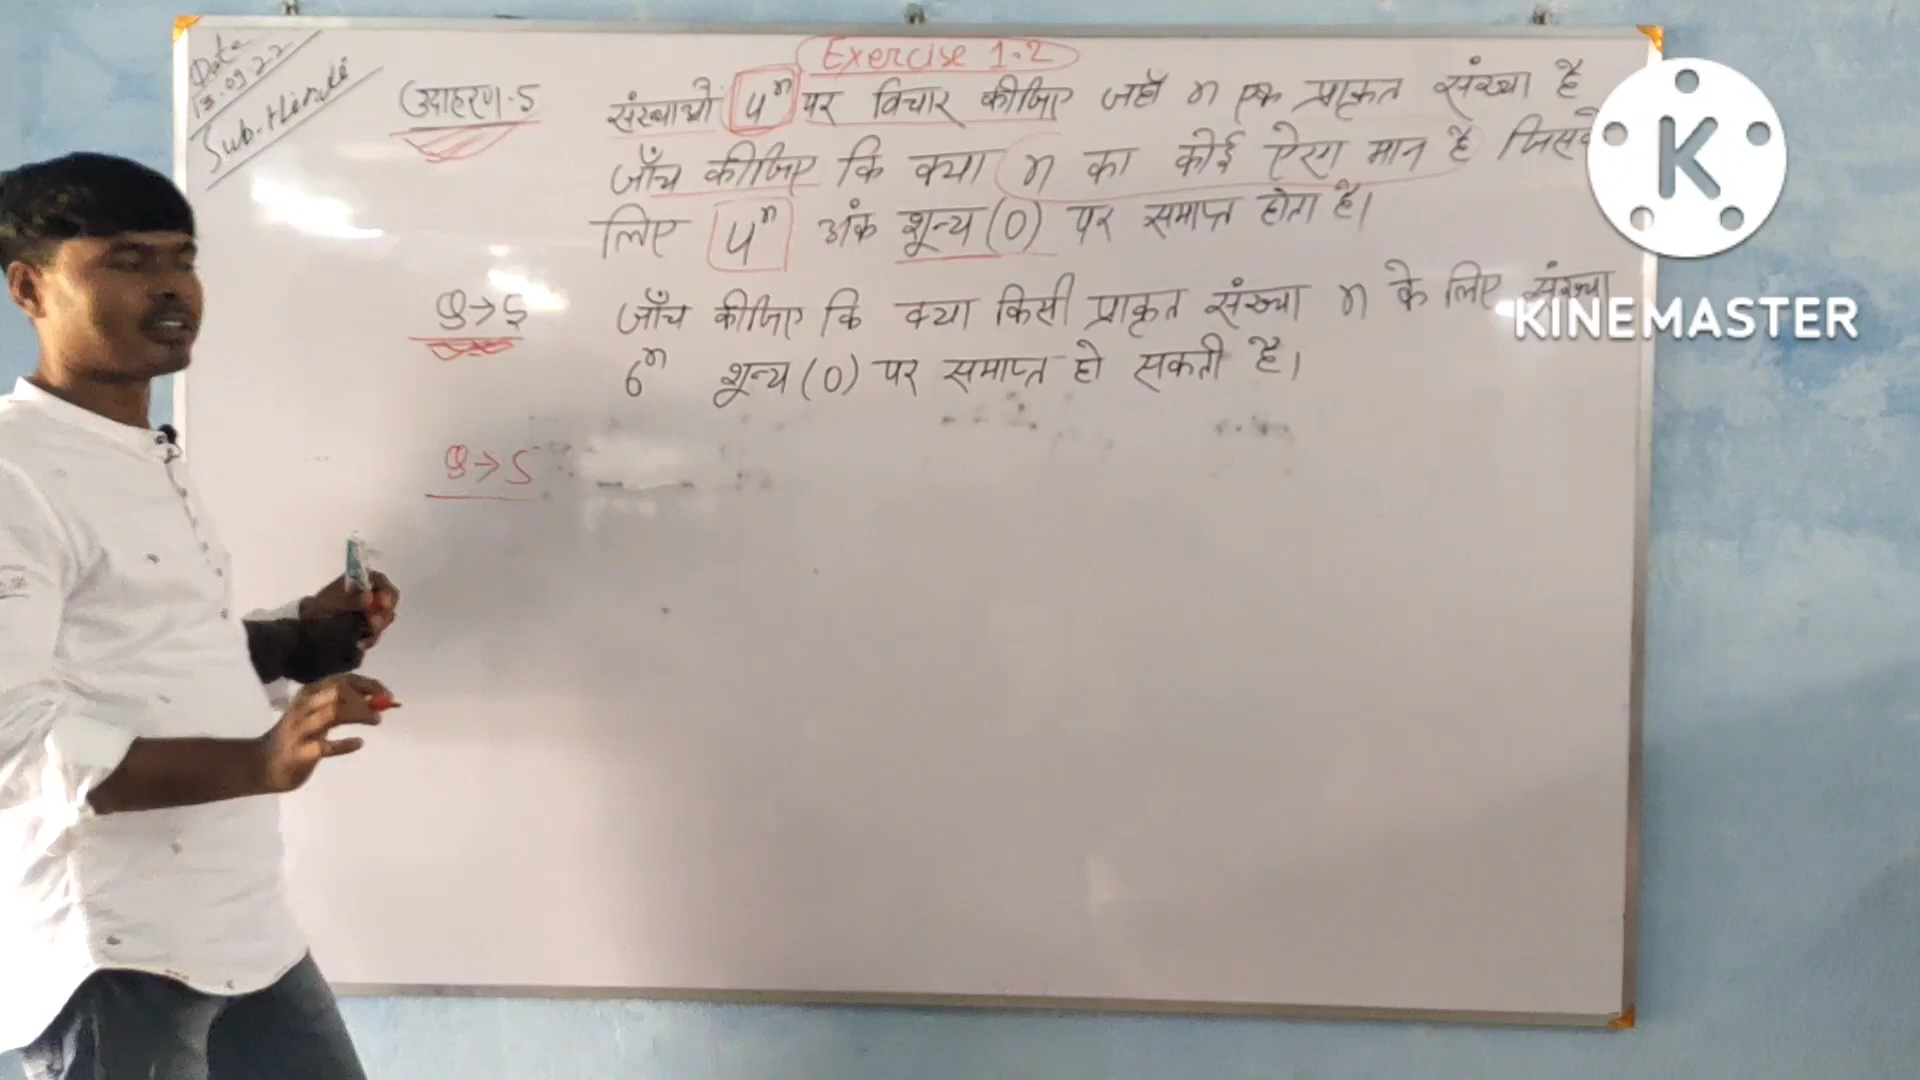 Exercise 1.2
Date
13.09.22
Sub. Hindi
उदाहरण-5 संख्याओं 4ⁿ पर विचार कीजिए जहाँ n एक प्राकृत संख्या है
जाँच कीजिए कि क्या n का कोई ऐसा मान है जिसके
लिए 4ⁿ अंक शून्य (0) पर समाप्त होता है।
Q→5 जाँच कीजिए कि क्या किसी प्राकृत संख्या n के लिए संख्या
6ⁿ शून्य (0) पर समाप्त हो सकती है।
Q→5
K
KINEMASTER